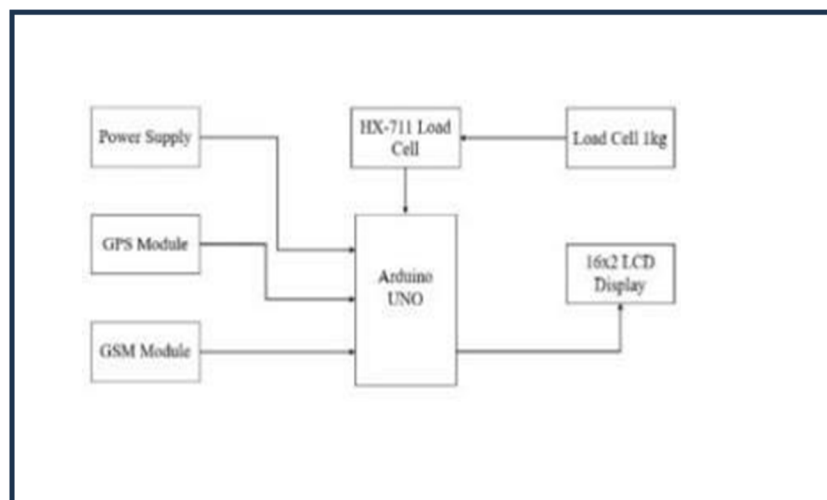 Power Supply
HX-711 Load
Cell
Load Cell 1kg
GPS Module
Arduino
UNO
16x2 LCD
Display
GSM Module